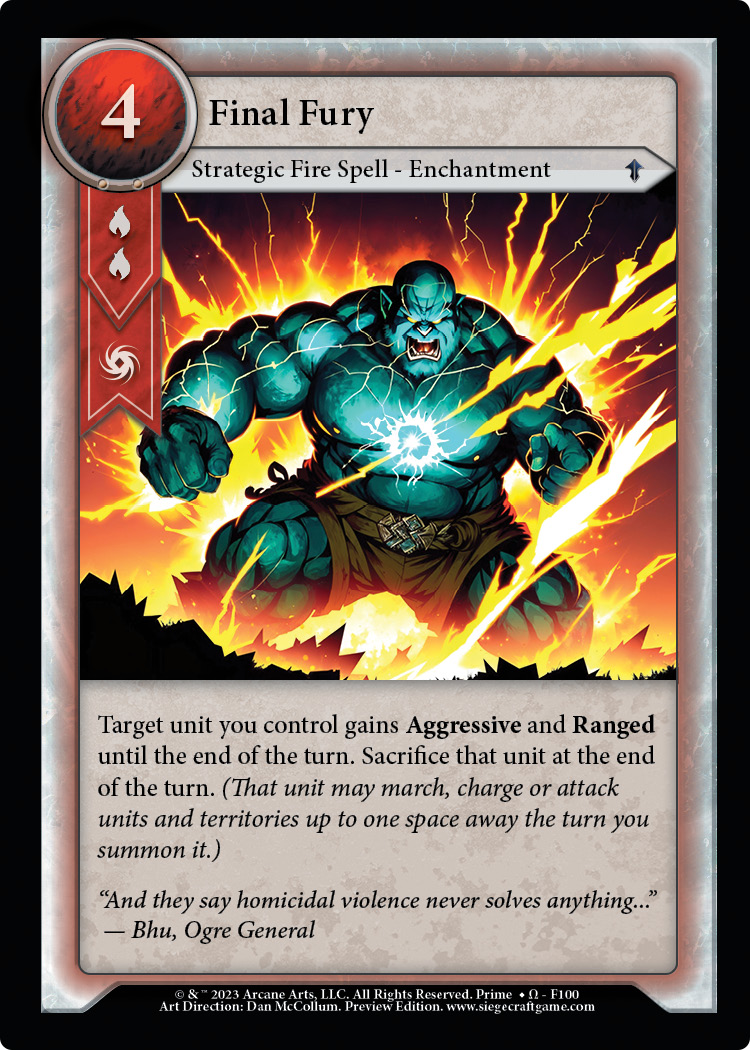 4
Final Fury
Strategic Fire Spell - Enchantment
Target unit you control gains Aggressive and Ranged
until the end of the turn. Sacrifice that unit at the end
of the turn. (That unit may march, charge or attack
units and territories up to one space away the turn you
summon it.)
“And they say homicidal violence never solves anything...”
— Bhu, Ogre General
© & ™ 2023 Arcane Arts, LLC. All Rights Reserved. Prime ⬩ Ω - F100
Art Direction: Dan McCollum. Preview Edition. www.siegecraftgame.com